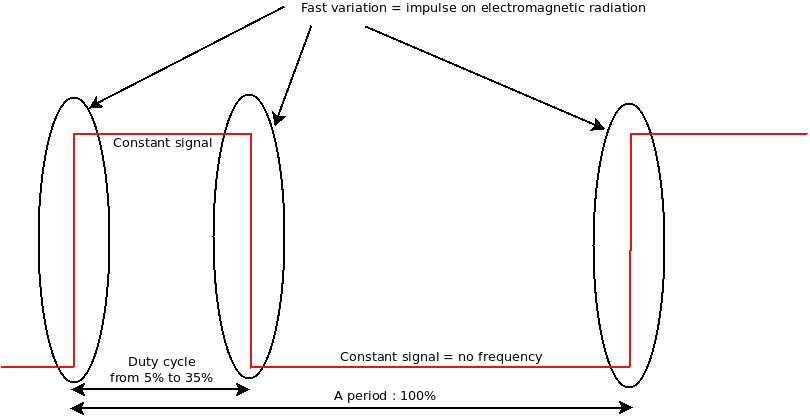 Fast variation = impulse on electromagnetic radiation
Constant signal
Constant signal = no frequency
Duty cycle
from 5% to 35%
A period : 100%